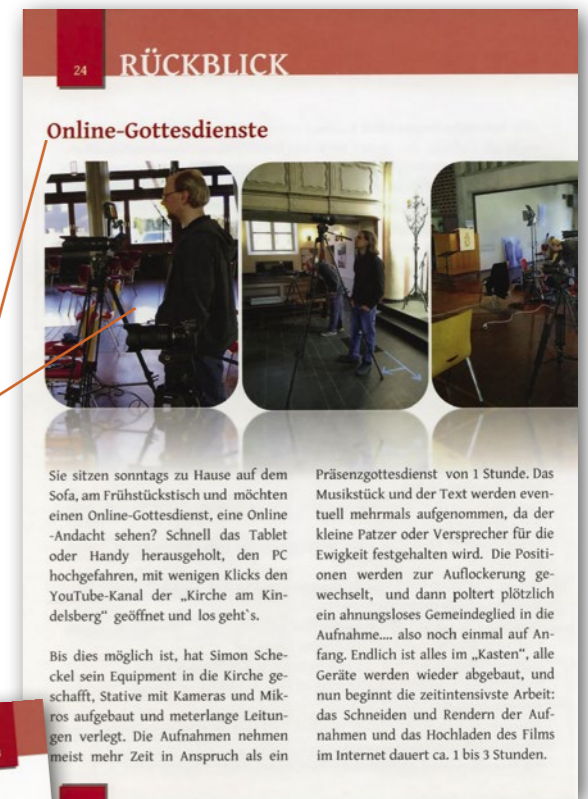 24 RÜCKBLICK
Online-Gottesdienste
Sie sitzen sonntags zu Hause auf dem
Sofa, am Frühstückstisch und möchten
einen Online-Gottesdienst, eine Online
-Andacht sehen? Schnell das Tablet
oder Handy herausgeholt, den PC
hochgefahren, mit wenigen Klicks den
YouTube-Kanal der „Kirche am Kin-
delsberg“ geöffnet und los geht`s.
Bis dies möglich ist, hat Simon Sche-
ckel sein Equipment in die Kirche ge-
schafft, Stative mit Kameras und Mik-
ros aufgebaut und meterlange Leitun-
gen verlegt. Die Aufnahmen nehmen
meist mehr Zeit in Anspruch als ein
Präsenzgottesdienst von 1 Stunde. Das
Musikstück und der Text werden even-
tuell mehrmals aufgenommen, da der
kleine Patzer oder Versprecher für die
Ewigkeit festgehalten wird. Die Positi-
onen werden zur Auflockerung ge-
wechselt, und dann poltert plötzlich
ein ahnungsloses Gemeindeglied in die
Aufnahme.... also noch einmal auf An-
fang. Endlich ist alles im „Kasten“, alle
Geräte werden wieder abgebaut, und
nun beginnt die zeitintensivste Arbeit:
das Schneiden und Rendern der Auf-
nahmen und das Hochladen des Films
im Internet dauert ca. 1 bis 3 Stunden.